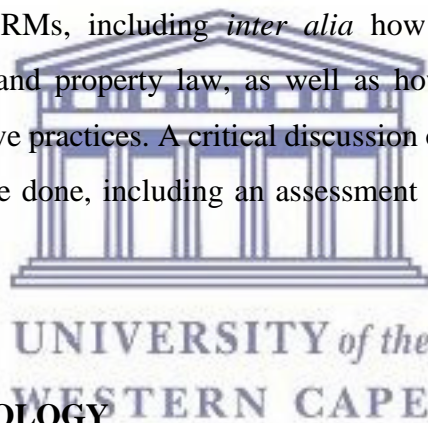 RMs, including inter alia how
and property law, as well as ho
ve practices. A critical discussion
e done, including an assessment
UNIVERSITY of the
OLOGY
WESTERN CAPE